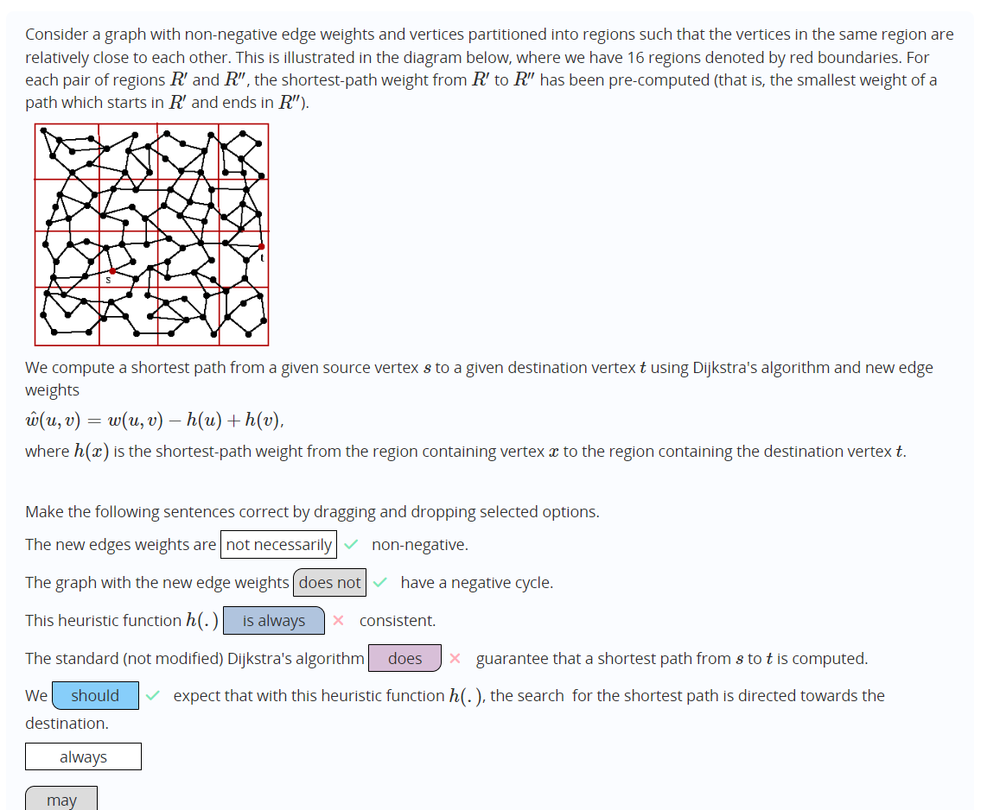 Consider a graph with non-negative edge weights and vertices partitioned into regions such that the vertices in the same region are
relatively close to each other. This is illustrated in the diagram below, where we have 16 regions denoted by red boundaries. For
each pair of regions R′ and R″, the shortest-path weight from R′ to R″ has been pre-computed (that is, the smallest weight of a
path which starts in R′ and ends in R″).
t
s
We compute a shortest path from a given source vertex s to a given destination vertex t using Dijkstra's algorithm and new edge
weights
ŵ(u, v) = w(u, v) − h(u) + h(v),
where h(x) is the shortest-path weight from the region containing vertex x to the region containing the destination vertex t.
Make the following sentences correct by dragging and dropping selected options.
The new edges weights are not necessarily ✓ non-negative.
The graph with the new edge weights does not ✓ have a negative cycle.
This heuristic function h(.) is always ✗ consistent.
The standard (not modified) Dijkstra's algorithm does ✗ guarantee that a shortest path from s to t is computed.
We should ✓ expect that with this heuristic function h(.), the search for the shortest path is directed towards the
destination.
always
may